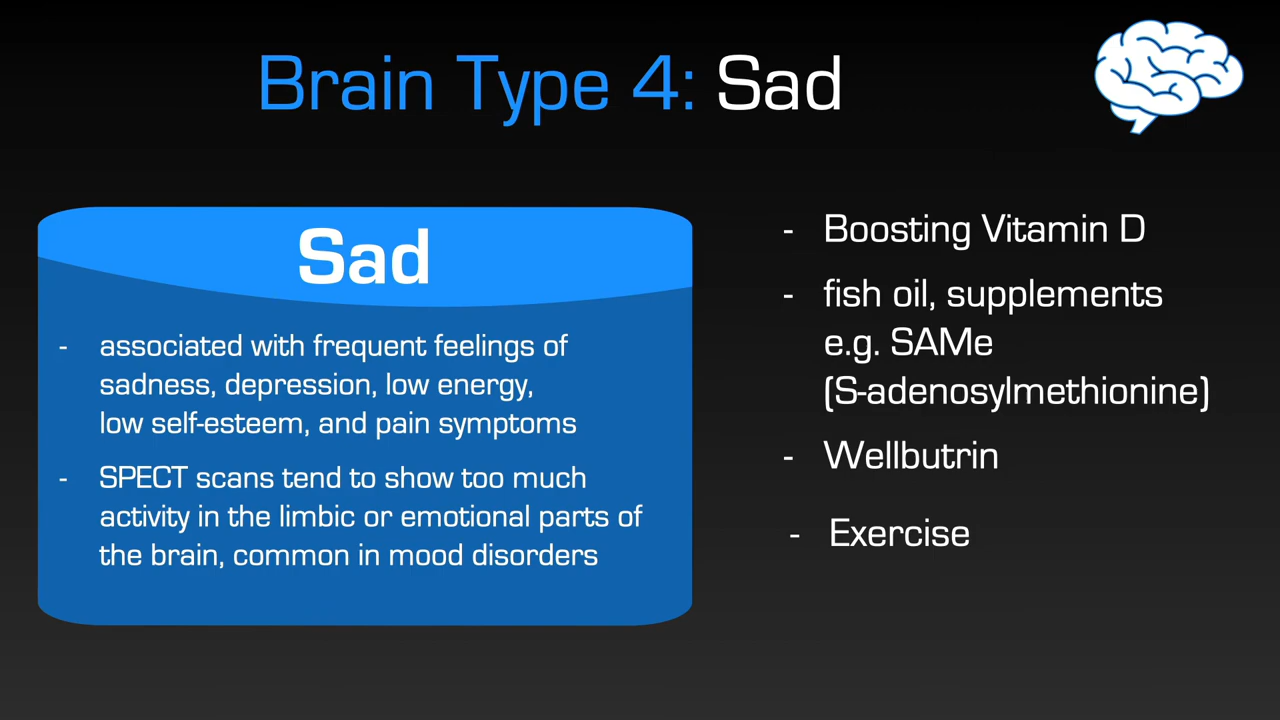 Brain Type 4: Sad
Sad
- associated with frequent feelings of
sadness, depression, low energy,
low self-esteem, and pain symptoms
- SPECT scans tend to show too much
activity in the limbic or emotional parts of
the brain, common in mood disorders
- Boosting Vitamin D
- fish oil, supplements
e.g. SAMe
(S-adenosylmethionine)
- Wellbutrin
- Exercise